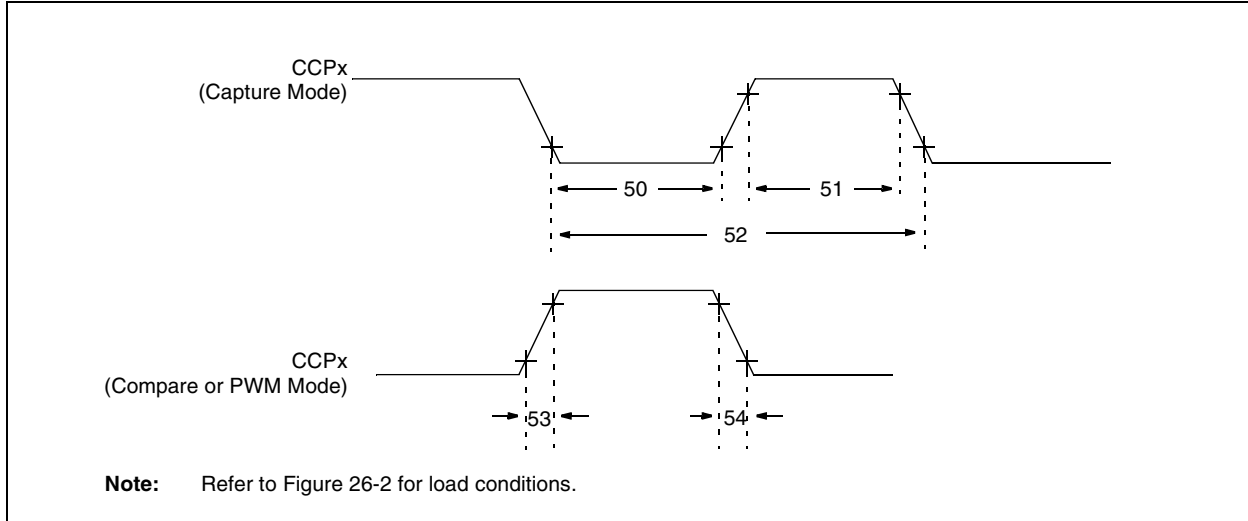 CCPx
(Capture Mode)
50
51
52
CCPx
(Compare or PWM Mode)
53
54
Note: Refer to Figure 26-2 for load conditions.